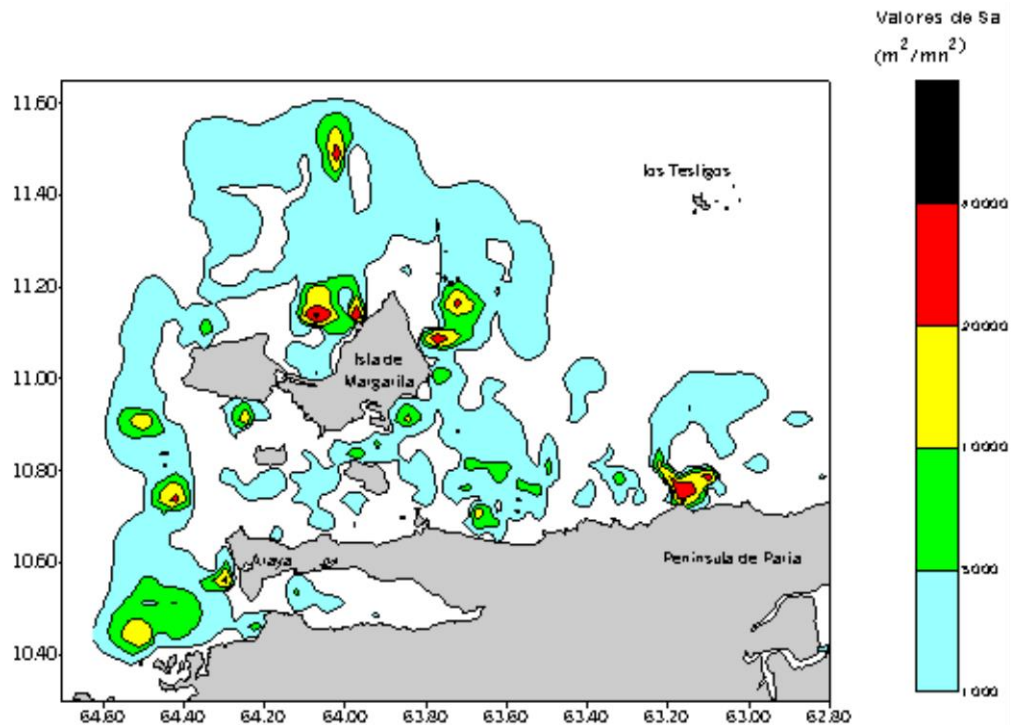 Valores de Sa
(m²/mn²)
11.60
11.40
11.20
11.00
10.80
10.60
10.40
los Testigos
Isla de
Margarita
Araya
Península de Paria
20000
10000
1000
64.60 64.40 64.20 64.00 63.80 63.60 63.40 63.20 63.00 62.80